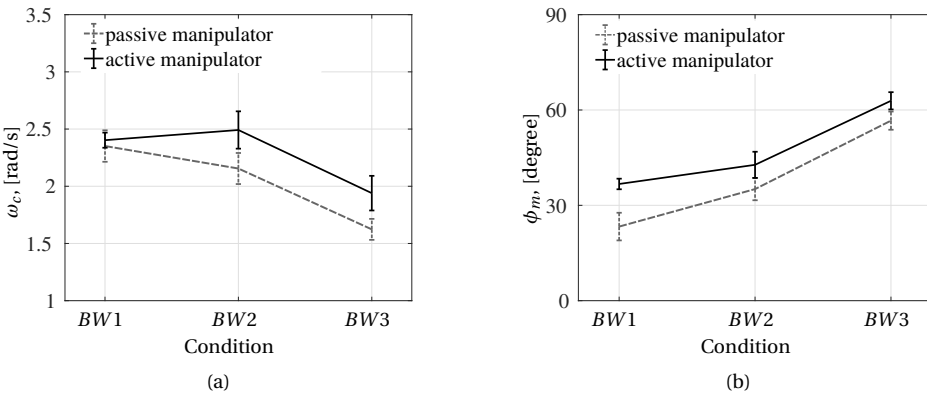 3.5
3
2.5
2
1.5
1
ω_c, [rad/s]
passive manipulator
active manipulator
BW1 BW2 BW3
Condition
(a)
90
60
30
0
ϕ_m, [degree]
passive manipulator
active manipulator
BW1 BW2 BW3
Condition
(b)